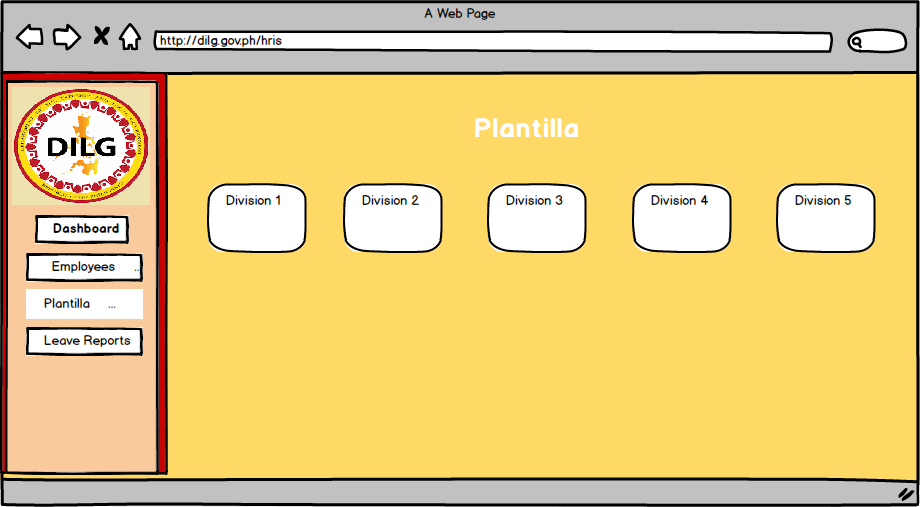 A Web Page
http://dilg.gov.ph/hris
DILG
Dashboard
Employees ...
Plantilla ...
Leave Reports
Plantilla
Division 1
Division 2
Division 3
Division 4
Division 5